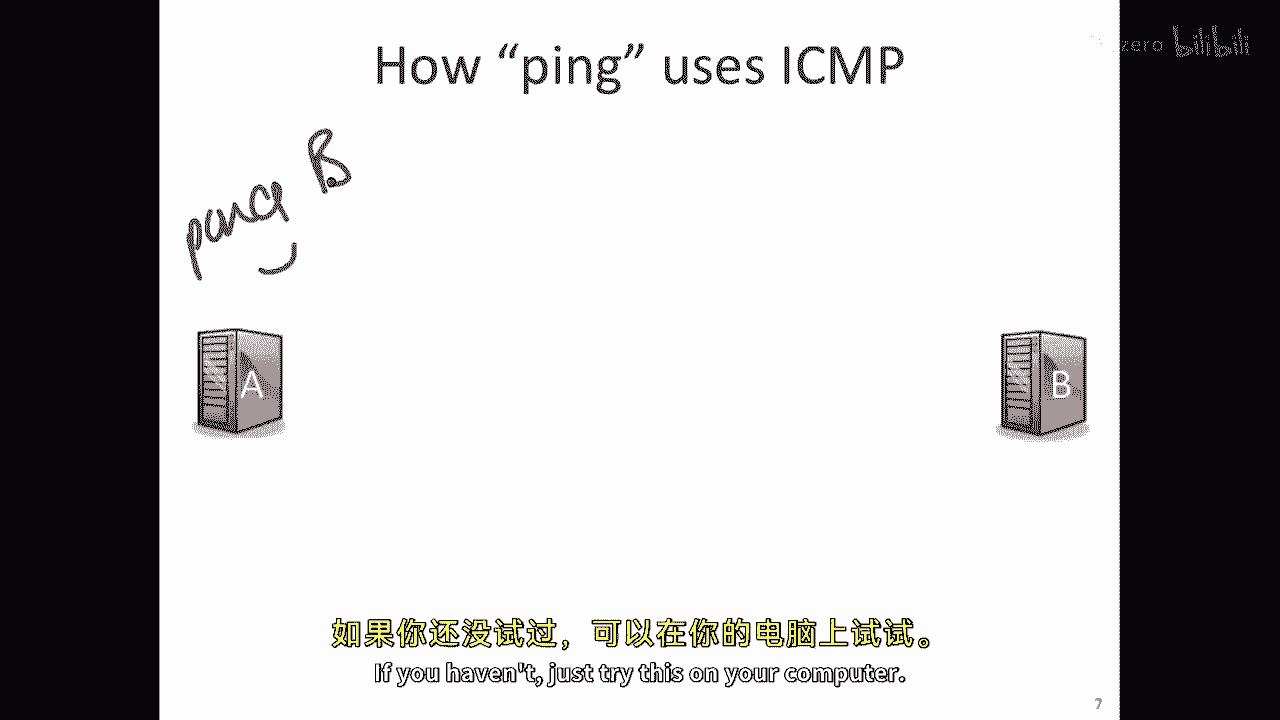 How “ping” uses ICMP
zero bilibili
ping B
A
B
如果你还没试过，可以在你的电脑上试试。
If you haven't, just try this on your computer.
7